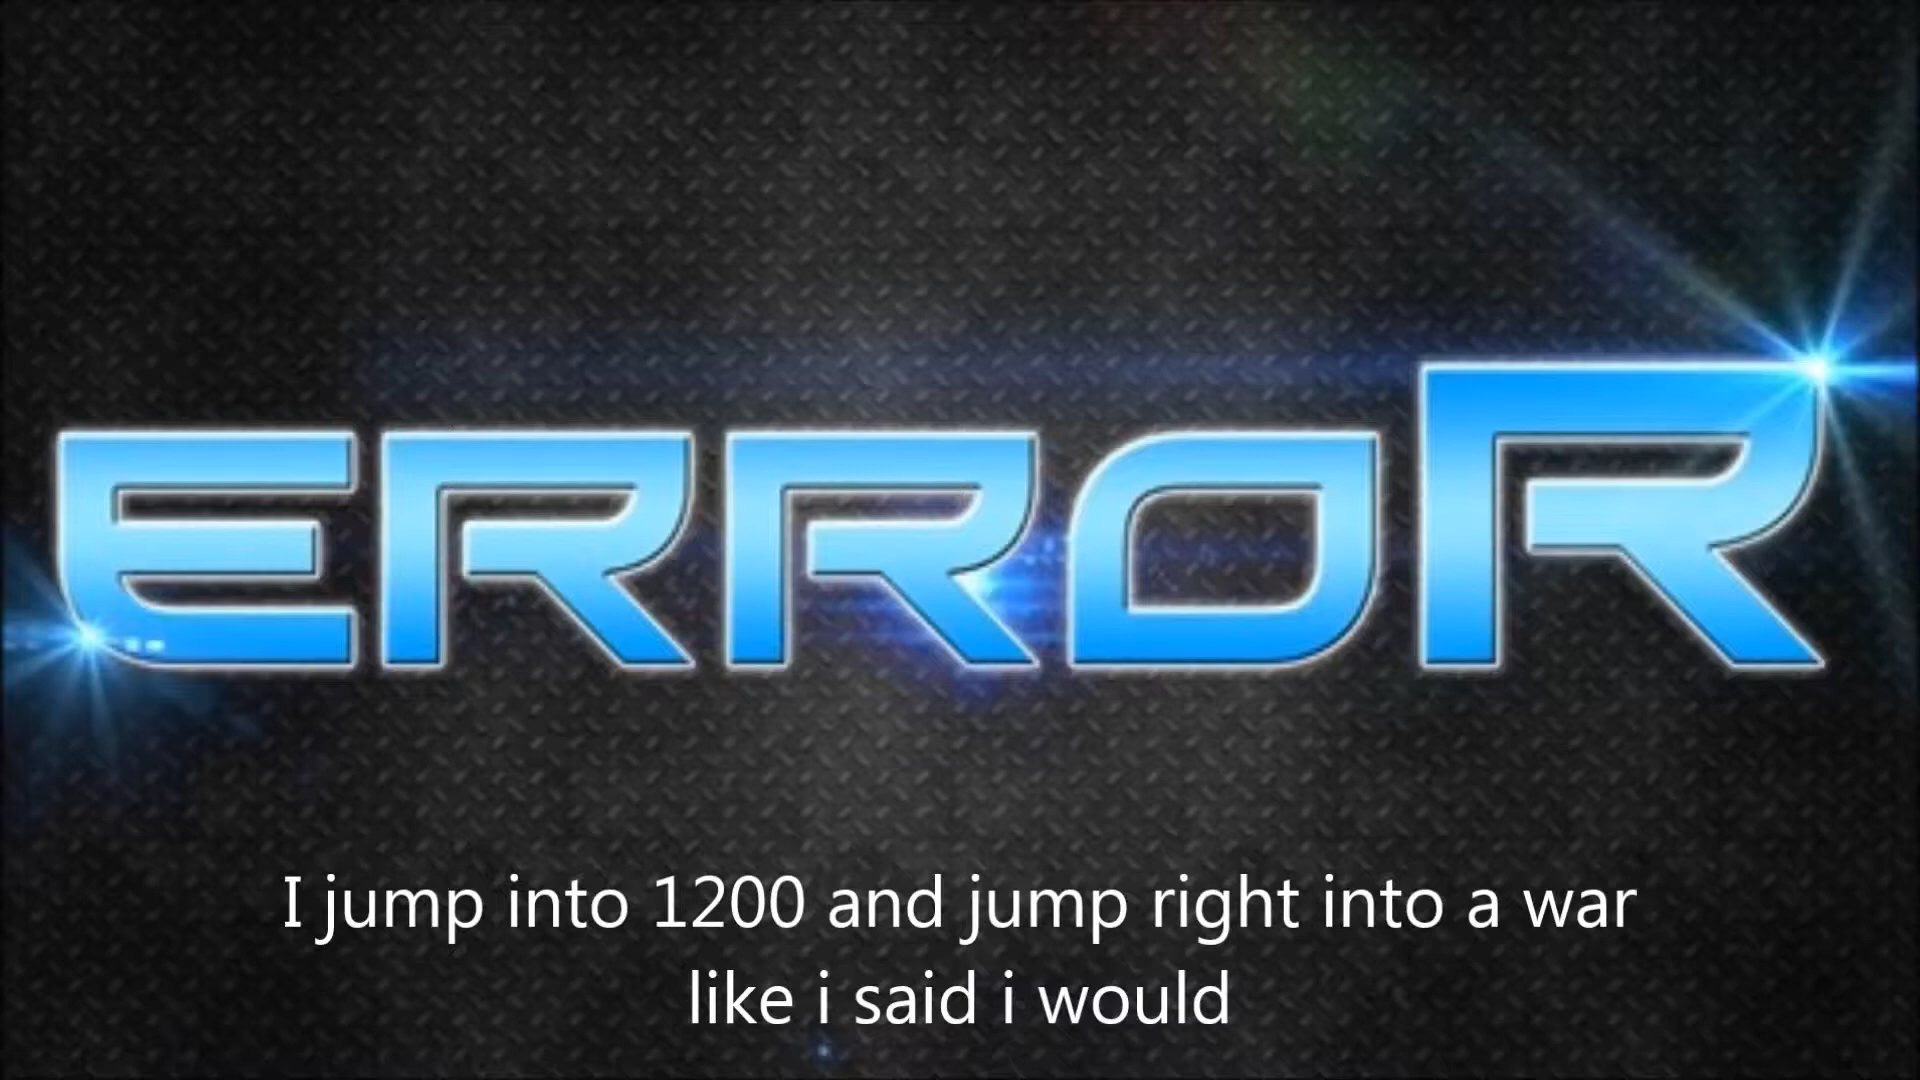 ERROR
I jump into 1200 and jump right into a war
like i said i would